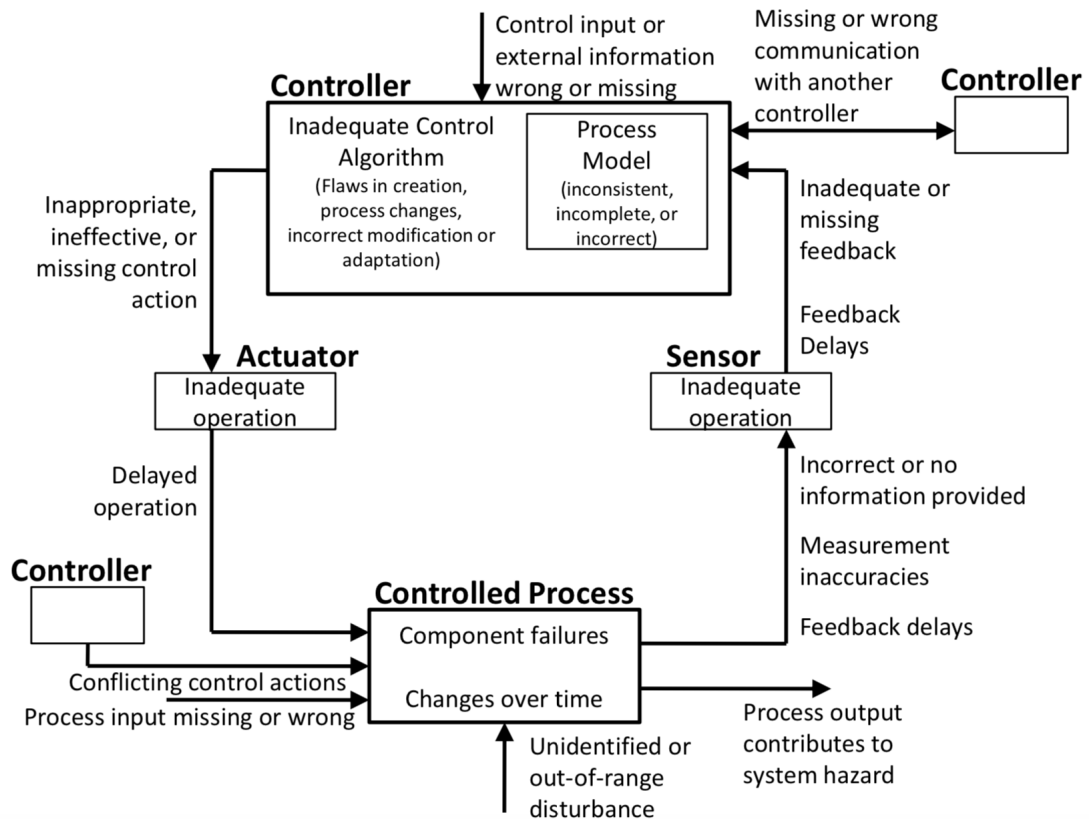 Control input or
external information
wrong or missing
Missing or wrong
communication
with another
controller
Controller
Controller
Inadequate Control
Algorithm
(Flaws in creation,
process changes,
incorrect modification or
adaptation)
Process
Model
(inconsistent,
incomplete, or
incorrect)
Inappropriate,
ineffective, or
missing control
action
Inadequate or
missing
feedback
Feedback
Delays
Actuator
Inadequate
operation
Sensor
Inadequate
operation
Delayed
operation
Incorrect or no
information provided
Measurement
inaccuracies
Feedback delays
Controller
Controlled Process
Component failures
Changes over time
Conflicting control actions
Process input missing or wrong
Unidentified or
out-of-range
disturbance
Process output
contributes to
system hazard